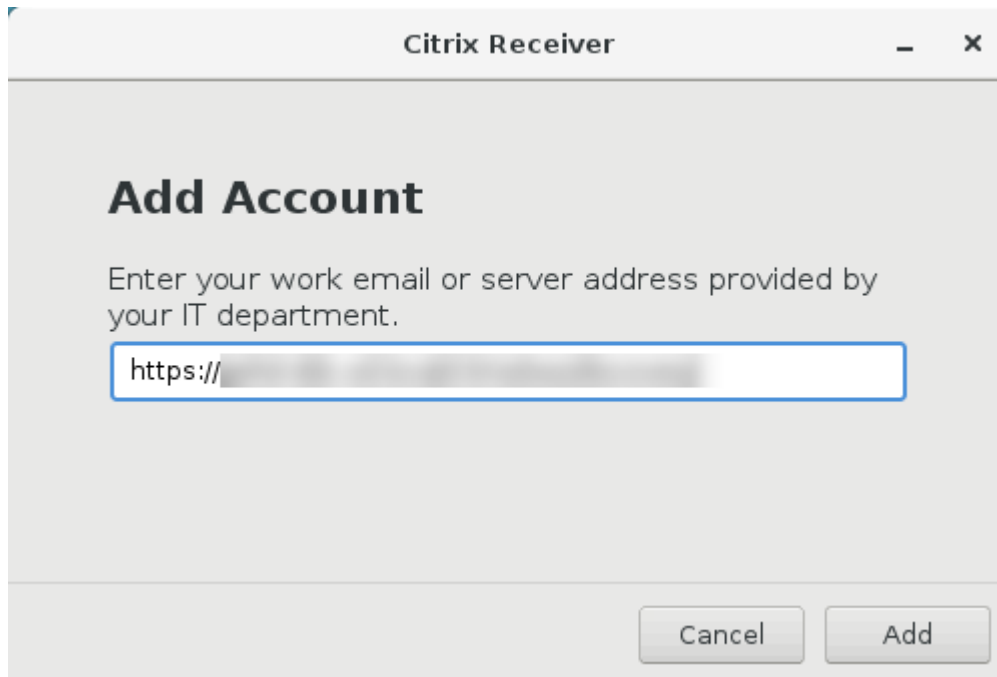 Citrix Receiver
Add Account
Enter your work email or server address provided by
your IT department.
https://
Cancel Add